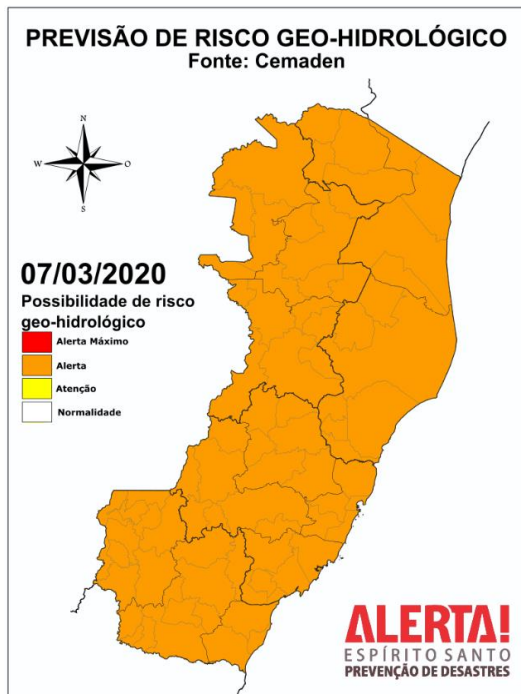 PREVISÃO DE RISCO GEO-HIDROLÓGICO
Fonte: Cemaden
N
W O
S
07/03/2020
Possibilidade de risco
geo-hidrológico
Alerta Máximo
Alerta
Atenção
Normalidade
ALERTA!
ESPÍRITO SANTO
PREVENÇÃO DE DESASTRES